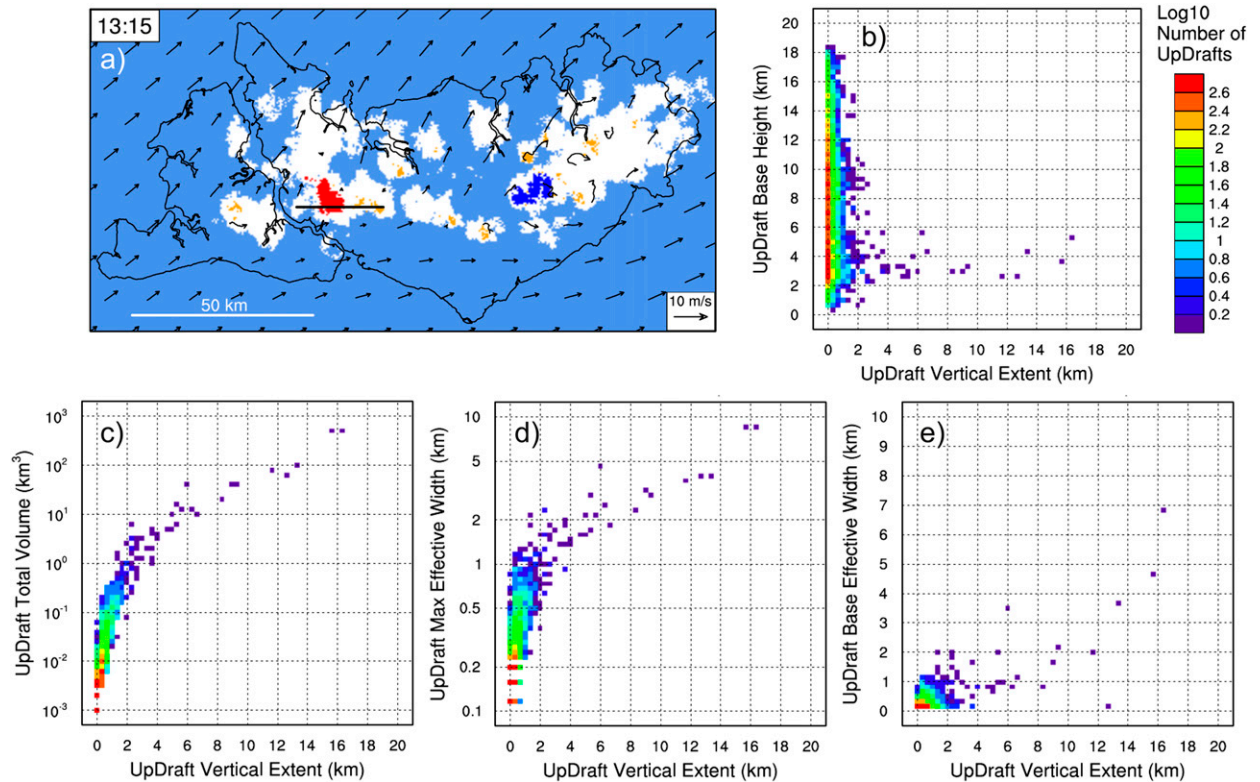 13:15
a)
50 km
10 m/s
b)
UpDraft Base Height (km)
20
18
16
14
12
10
8
6
4
2
0
0 2 4 6 8 10 12 14 16 18 20
UpDraft Vertical Extent (km)
Log10
Number of
UpDrafts
2.6
2.4
2.2
2
1.8
1.6
1.4
1.2
1
0.8
0.6
0.4
0.2
c)
UpDraft Total Volume (km³)
10³
10²
10¹
10⁰
10⁻¹
10⁻²
10⁻³
0 2 4 6 8 10 12 14 16 18 20
UpDraft Vertical Extent (km)
d)
UpDraft Max Effective Width (km)
10
5
2
1
0.5
0.2
0.1
0 2 4 6 8 10 12 14 16 18 20
UpDraft Vertical Extent (km)
e)
UpDraft Base Effective Width (km)
10
9
8
7
6
5
4
3
2
1
0
0 2 4 6 8 10 12 14 16 18 20
UpDraft Vertical Extent (km)